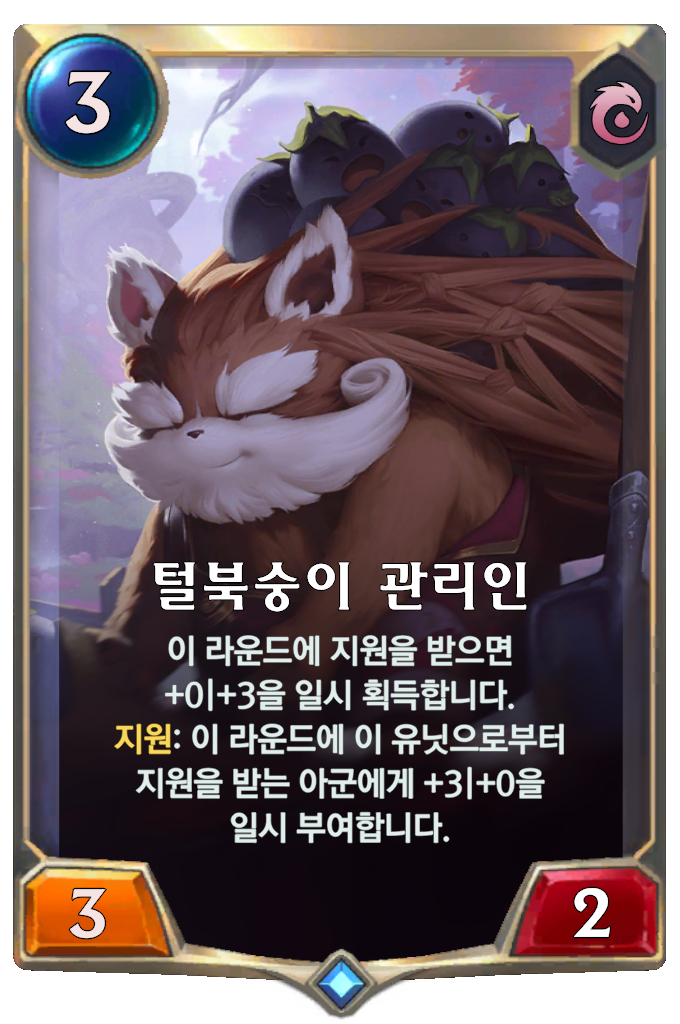 3
털북숭이 관리인
이 라운드에 지원을 받으면
+0|+3을 일시 획득합니다.
지원: 이 라운드에 이 유닛으로부터
지원을 받는 아군에게 +3|+0을
일시 부여합니다.
3
2